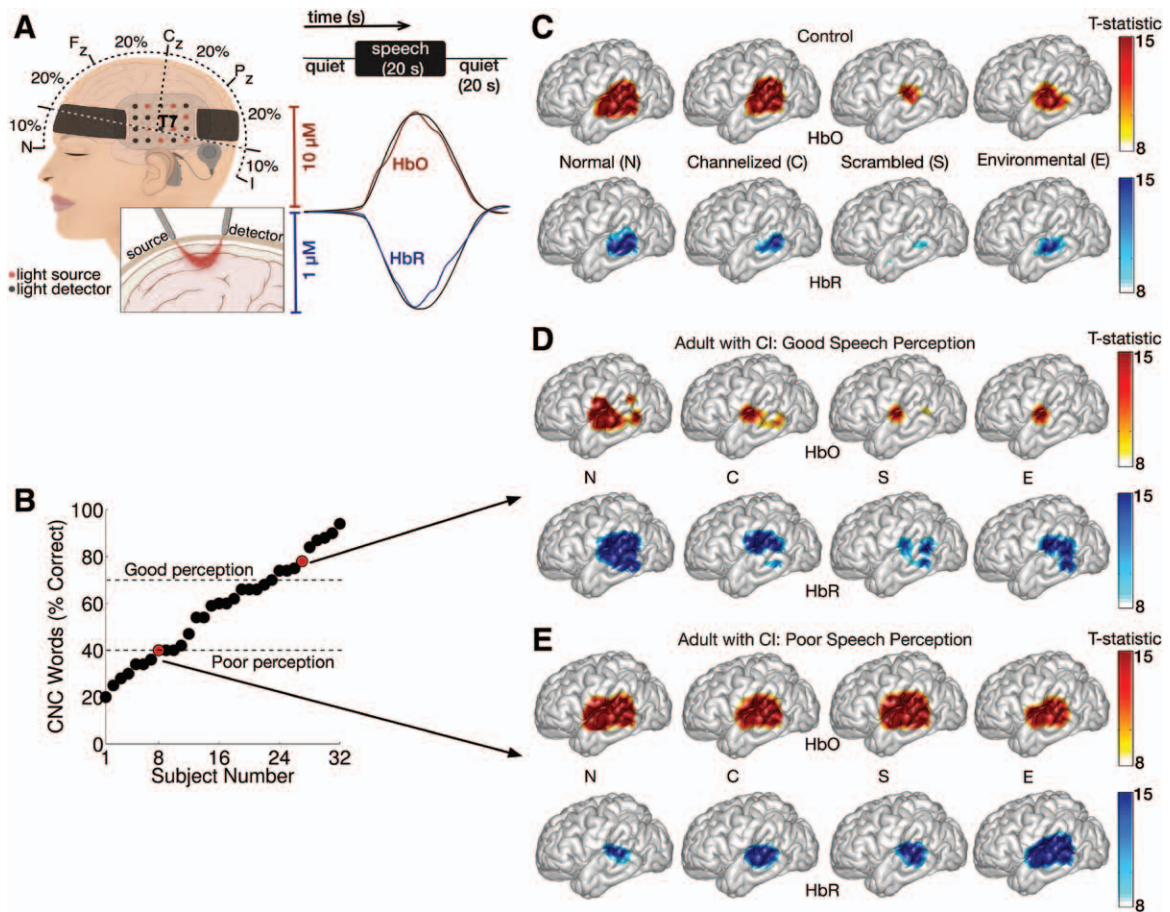 A
time (s)
speech
(20 s)
quiet
quiet
(20 s)
20%
Cz
20%
Fz
Pz
20%
20%
10%
N
T7
10%
I
source
detector
light source
light detector
10 μM
HbO
1 μM
HbR
B
CNC Words (% Correct)
100
80
60
40
20
0
Good perception
Poor perception
1
8
16
24
32
Subject Number
C
Control
T-statistic
15
8
HbO
Normal (N)
Channelized (C)
Scrambled (S)
Environmental (E)
15
8
HbR
D
Adult with CI: Good Speech Perception
T-statistic
15
8
HbO
N
C
S
E
15
8
HbR
E
Adult with CI: Poor Speech Perception
T-statistic
15
8
HbO
N
C
S
E
15
8
HbR